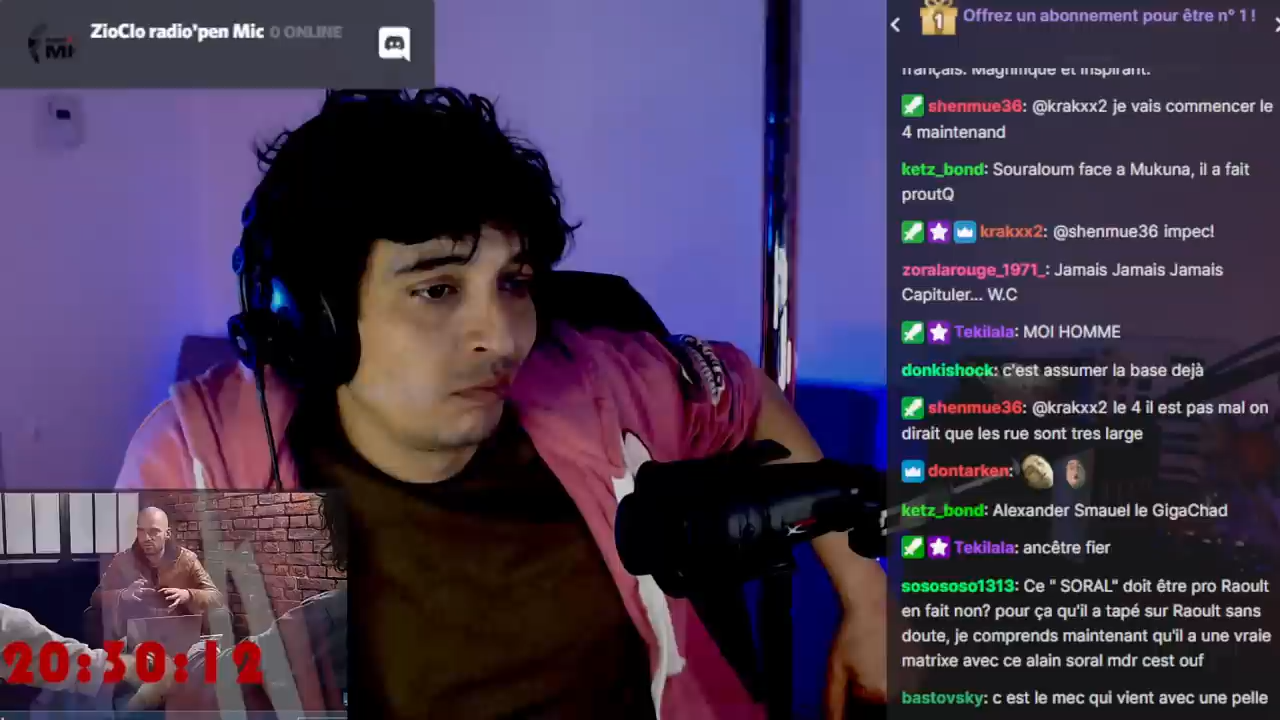 ZioClo radio'pen Mic 0 ONLINE
MI
20:30:12
1 Offrez un abonnement pour être n° 1 !
français. Magnifique et inspirant.
shenmue36: @krakxx2 je vais commencer le
4 maintenand
ketz_bond: Souraloum face a Mukuna, il a fait
proutQ
krakxx2: @shenmue36 impec!
zoralarouge_1971_: Jamais Jamais Jamais
Capituler... W.C
Tekilala: MOI HOMME
donkishock: c'est assumer la base dejà
shenmue36: @krakxx2 le 4 il est pas mal on
dirait que les rue sont tres large
dontarken:
ketz_bond: Alexander Smauel le GigaChad
Tekilala: ancêtre fier
sosososo1313: Ce " SORAL" doit être pro Raoult
en fait non? pour ça qu'il a tapé sur Raoult sans
doute, je comprends maintenant qu'il a une vraie
matrixe avec ce alain soral mdr cest ouf
bastovsky: c est le mec qui vient avec une pelle